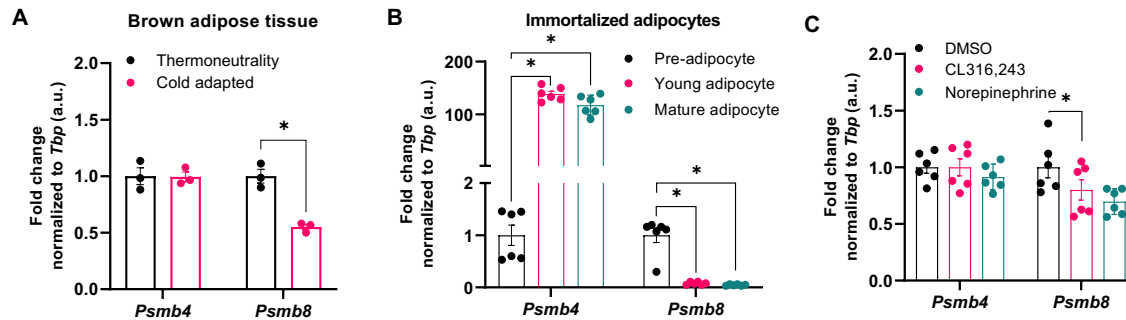 A
Brown adipose tissue
Thermoneutrality
Cold adapted
Fold change
normalized to Tbp (a.u.)
2.0
1.5
1.0
0.5
0.0
*
Psmb4
Psmb8
B
Immortalized adipocytes
Pre-adipocyte
Young adipocyte
Mature adipocyte
Fold change
normalized to Tbp (a.u.)
200
150
100
2
1
0
*
*
*
*
Psmb4
Psmb8
C
DMSO
CL316,243
Norepinephrine
Fold change
normalized to Tbp (a.u.)
2.0
1.5
1.0
0.5
0.0
*
Psmb4
Psmb8